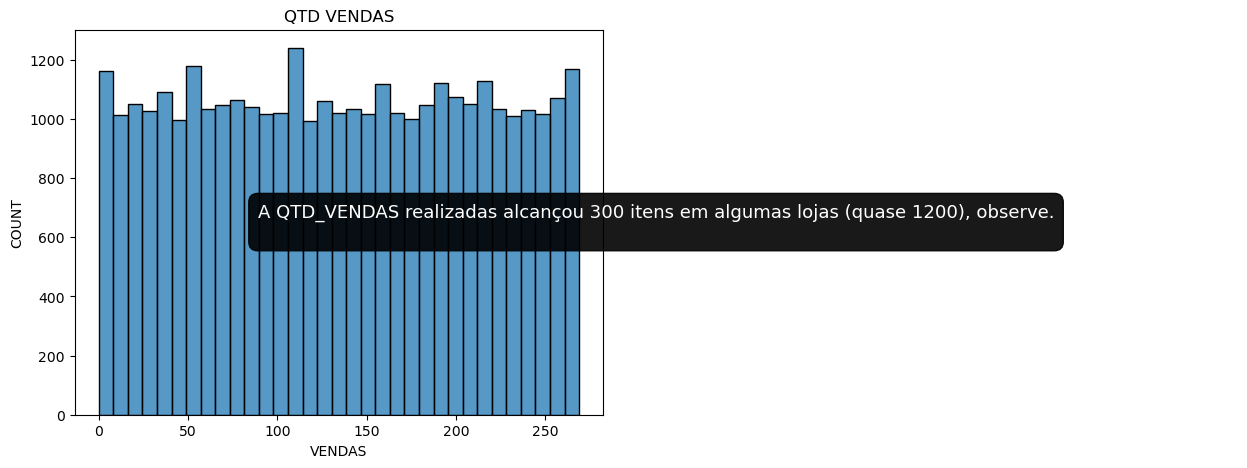 QTD VENDAS
1200
1000
800
600
400
200
0
COUNT
A QTD_VENDAS realizadas alcançou 300 itens em algumas lojas (quase 1200), observe.
0 50 100 150 200 250
VENDAS